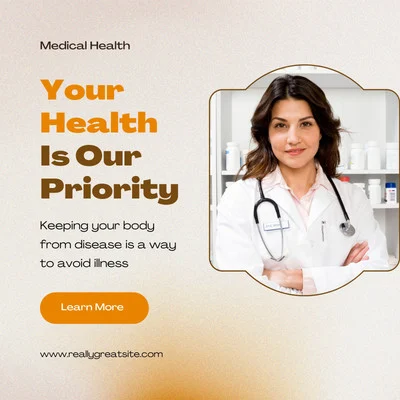 Medical Health
Your
Health
Is Our
Priority
Keeping your body
from disease is a way
to avoid illness
Learn More
www.reallygreatsite.com